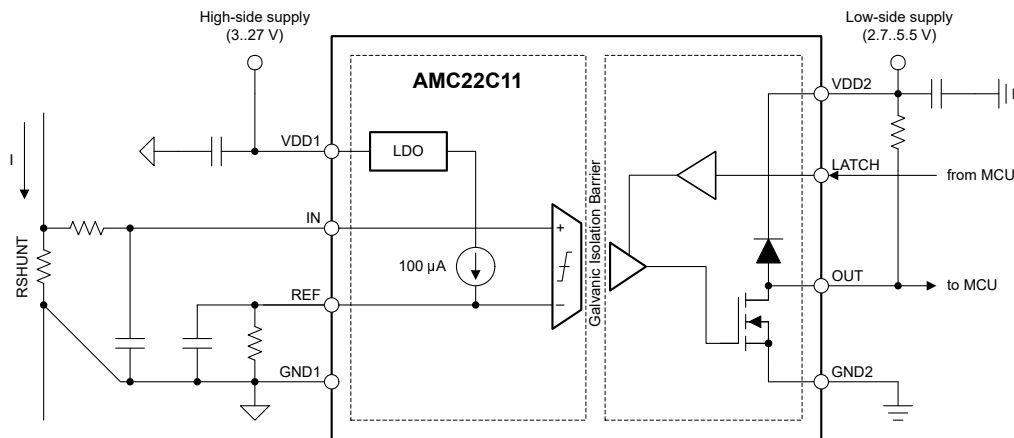 High-side supply
(3..27 V)
Low-side supply
(2.7..5.5 V)
AMC22C11
VDD2
VDD1
LDO
LATCH
from MCU
I
IN
Galvanic Isolation Barrier
+
RSHUNT
100 µA
REF
−
OUT
to MCU
GND1
GND2